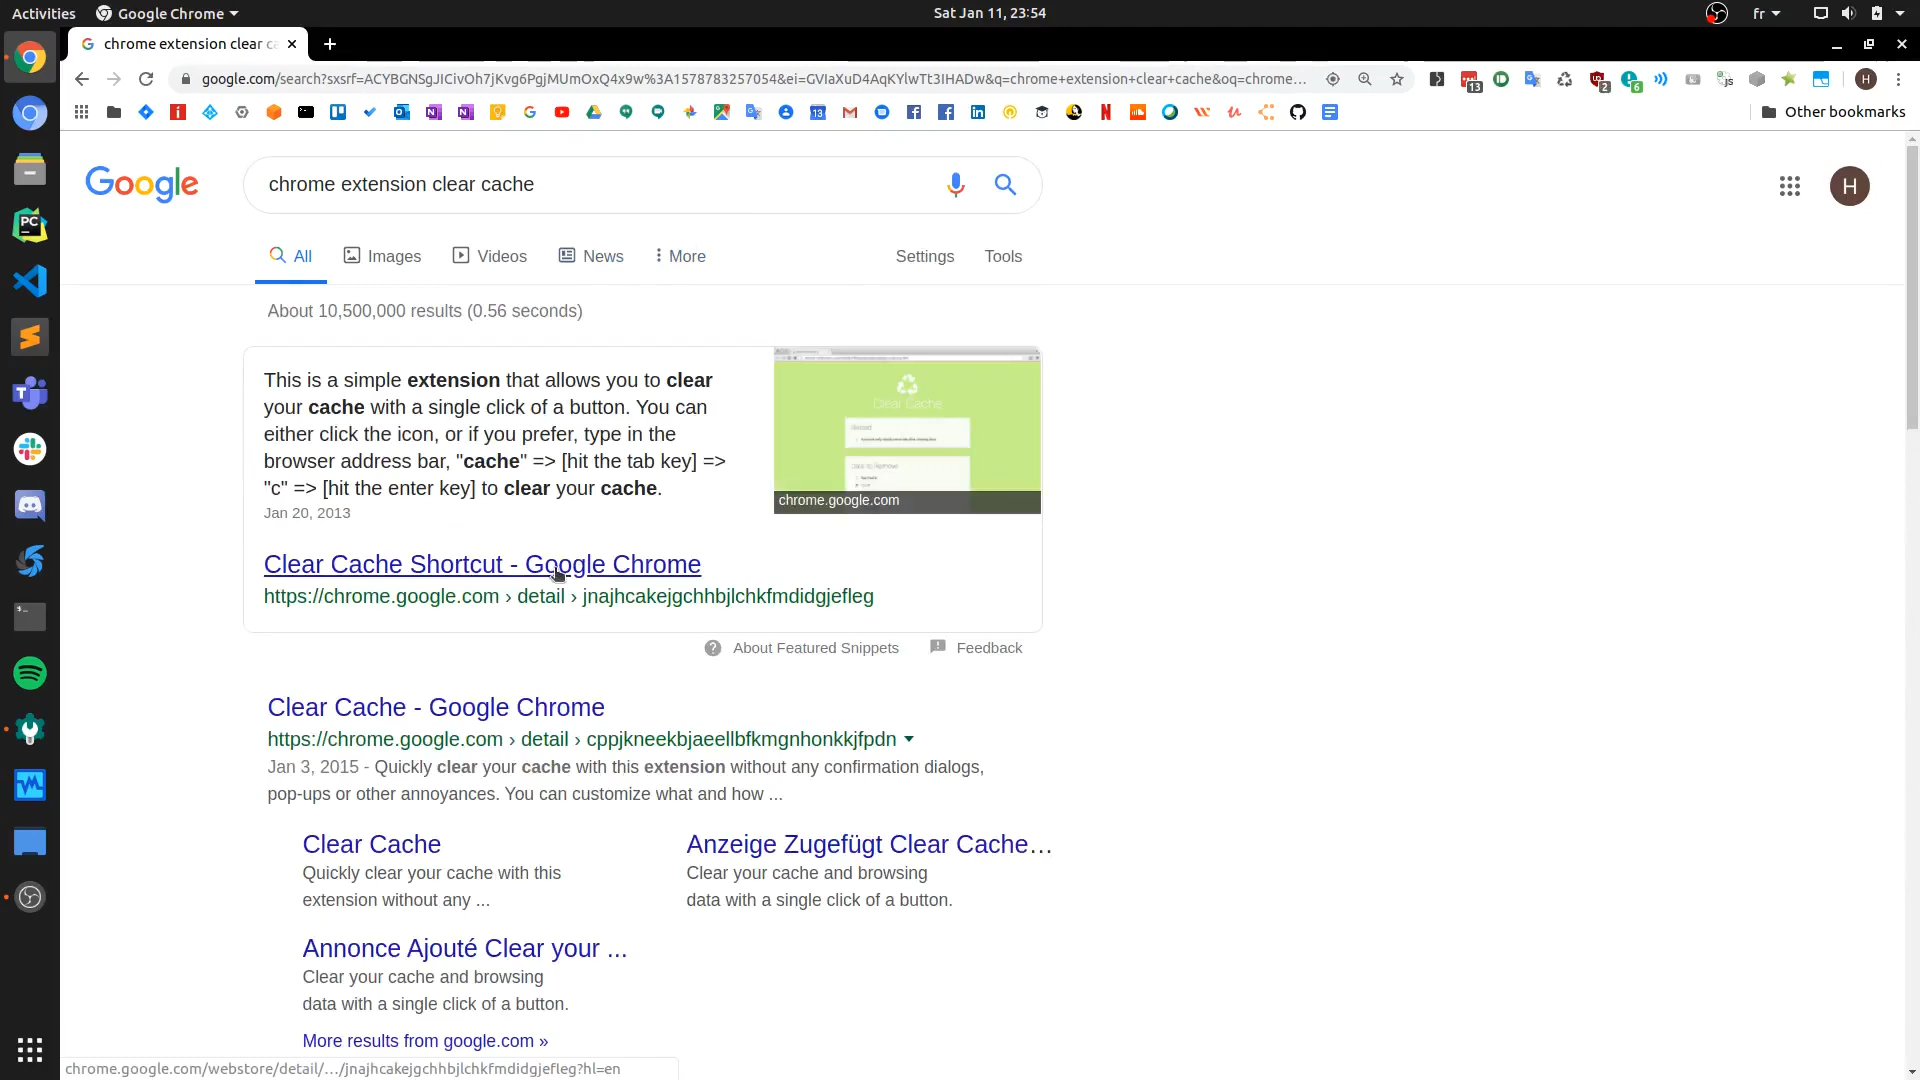 Activities
Google Chrome
Sat Jan 11, 23:54
fr
chrome extension clear ca
google.com/search?sxsrf=ACYBGNSgJICivOh7jKvg6PgjMUmOxQ4x9w%3A1578783257054&ei=GVIaXuD4AqKYlwTt3IHADw&q=chrome+extension+clear+cache&oq=chrome...
13
2
6
H
13
Other bookmarks
Google
chrome extension clear cache
H
All
Images
Videos
News
More
Settings
Tools
About 10,500,000 results (0.56 seconds)
This is a simple extension that allows you to clear
your cache with a single click of a button. You can
either click the icon, or if you prefer, type in the
browser address bar, "cache" => [hit the tab key] =>
"c" => [hit the enter key] to clear your cache.
Jan 20, 2013
Clear Cache
chrome.google.com
Clear Cache Shortcut - Google Chrome
https://chrome.google.com › detail › jnajhcakejgchhbjlchkfmdidgjefleg
About Featured Snippets
Feedback
Clear Cache - Google Chrome
https://chrome.google.com › detail › cppjkneekbjaeellbfkmgnhonkkjfpdn
Jan 3, 2015 - Quickly clear your cache with this extension without any confirmation dialogs,
pop-ups or other annoyances. You can customize what and how ...
Clear Cache
Quickly clear your cache with this
extension without any ...
Anzeige Zugefügt Clear Cache...
Clear your cache and browsing
data with a single click of a button.
Annonce Ajouté Clear your ...
Clear your cache and browsing
data with a single click of a button.
More results from google.com »
chrome.google.com/webstore/detail/.../jnajhcakejgchhbjlchkfmdidgjefleg?hl=en